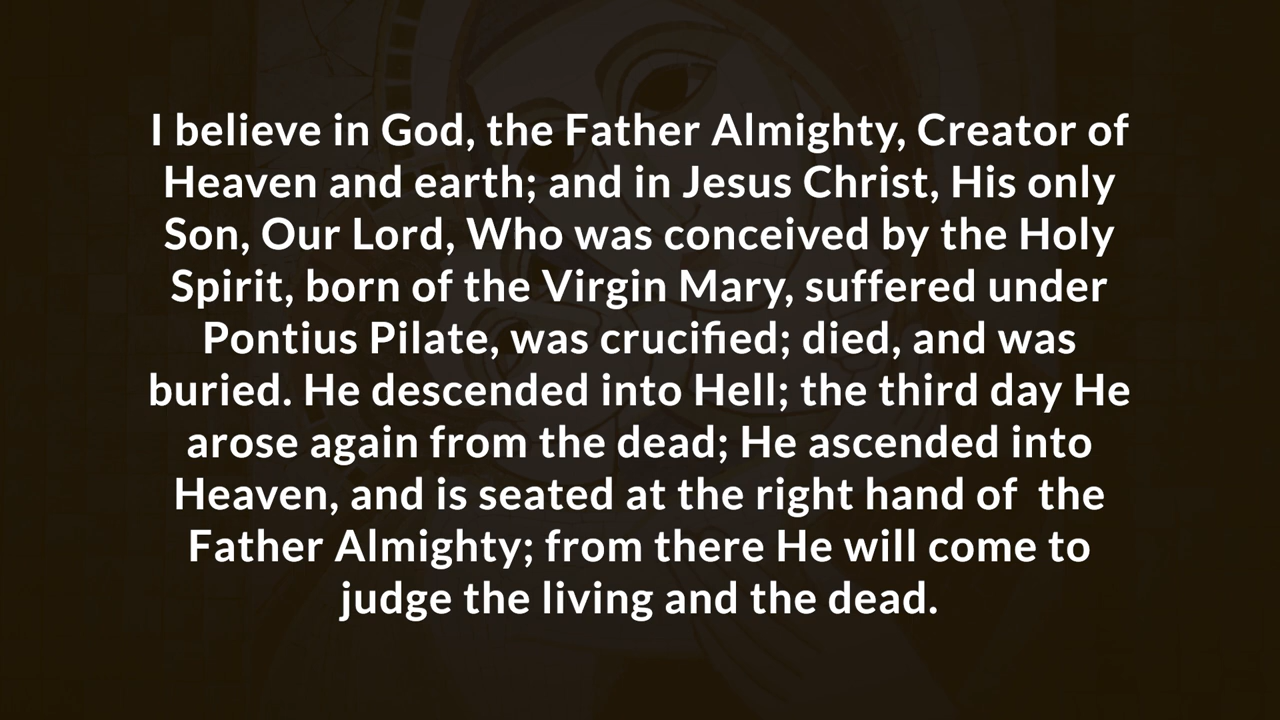 I believe in God, the Father Almighty, Creator of
Heaven and earth; and in Jesus Christ, His only
Son, Our Lord, Who was conceived by the Holy
Spirit, born of the Virgin Mary, suffered under
Pontius Pilate, was crucified; died, and was
buried. He descended into Hell; the third day He
arose again from the dead; He ascended into
Heaven, and is seated at the right hand of  the
Father Almighty; from there He will come to
judge the living and the dead.